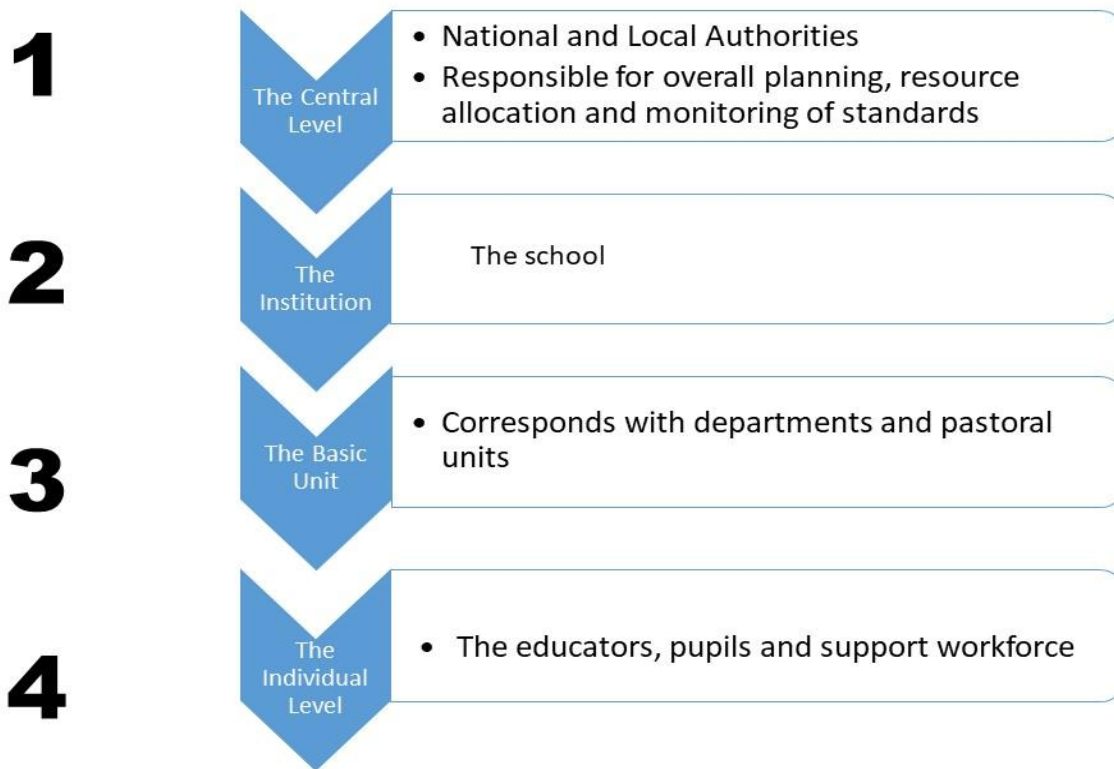 1
The Central
Level
• National and Local Authorities
• Responsible for overall planning, resource
allocation and monitoring of standards
2
The
Institution
The school
3
The Basic
Unit
• Corresponds with departments and pastoral
units
4
The
Individual
Level
• The educators, pupils and support workforce